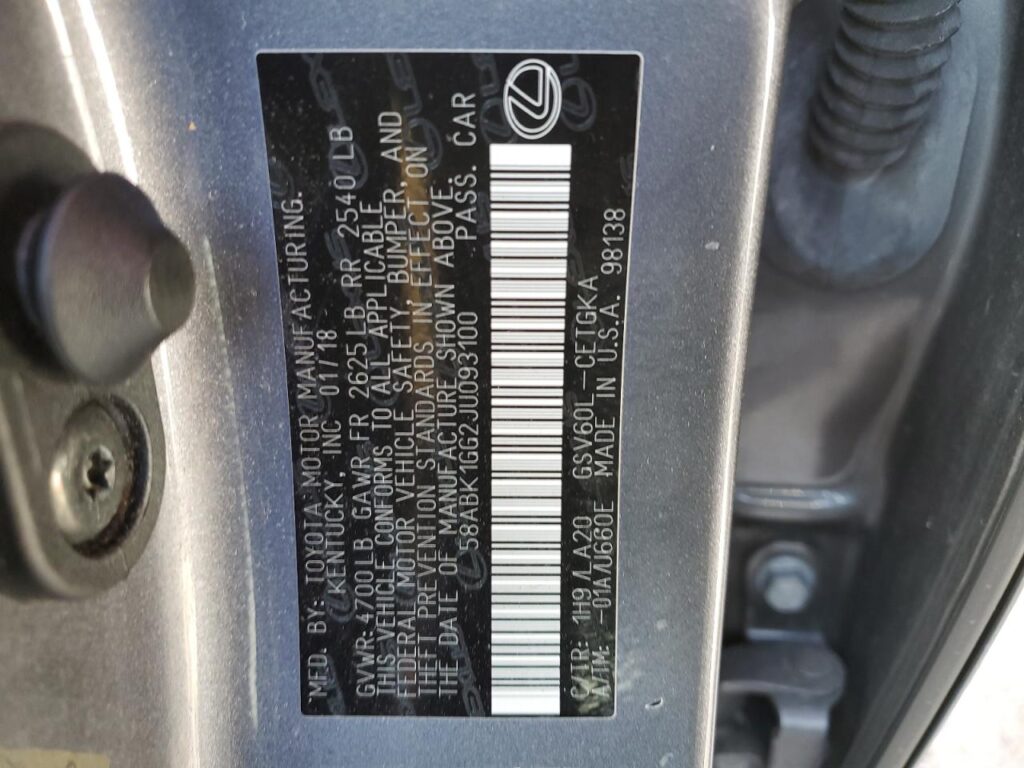 MFD. BY: TOYOTA MOTOR MANUFACTURING.
KENTUCKY, INC 01/18
GVWR: 4700LB GAWR FR 2625LB RR 2540LB
THIS VEHICLE CONFORMS TO ALL APPLICABLE
FEDERAL MOTOR VEHICLE SAFETY, BUMPER, AND
THEFT PREVENTION STANDARDS IN EFFECT ON
THE DATE OF MANUFACTURE SHOWN ABOVE.
58ABK1GG2JU093100 PASS. CAR
C/TR: 1H9/LA20 GSV60L-CETGKA
A/TM: -01A/U660E MADE IN U.S.A. 98138